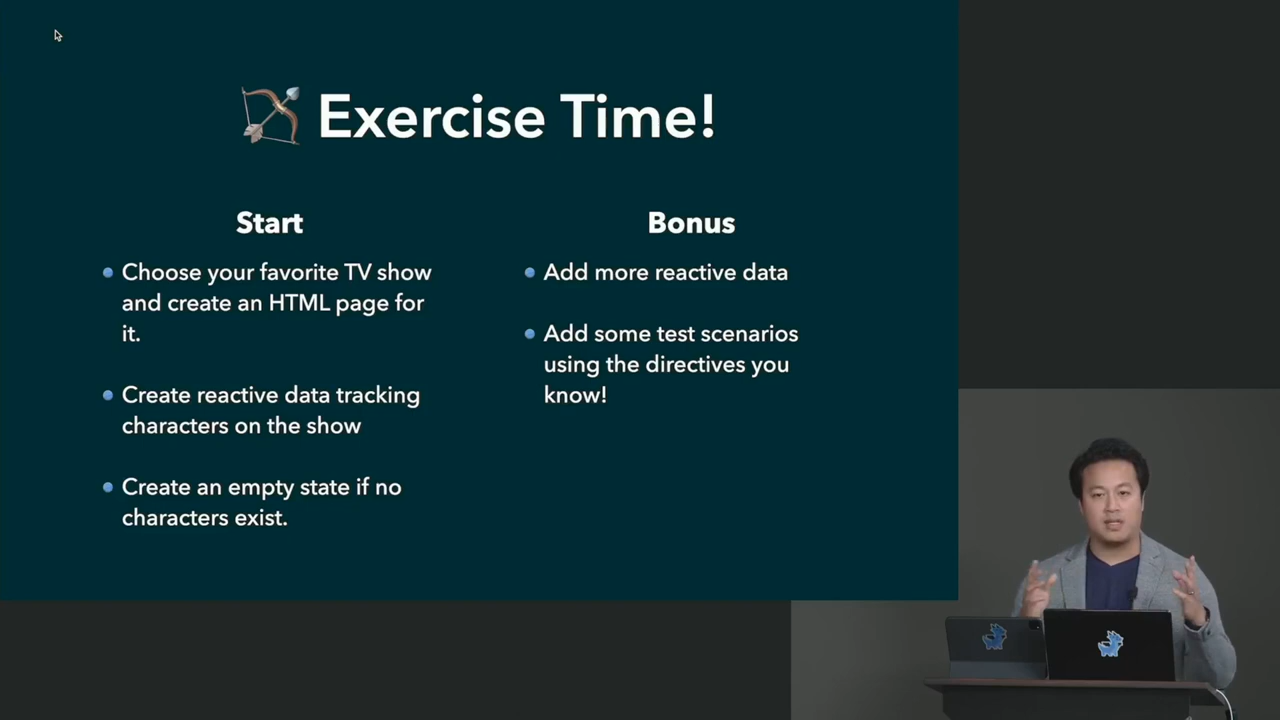 Exercise Time!
Start
Choose your favorite TV show
and create an HTML page for
it.
Create reactive data tracking
characters on the show
Create an empty state if no
characters exist.
Bonus
Add more reactive data
Add some test scenarios
using the directives you
know!